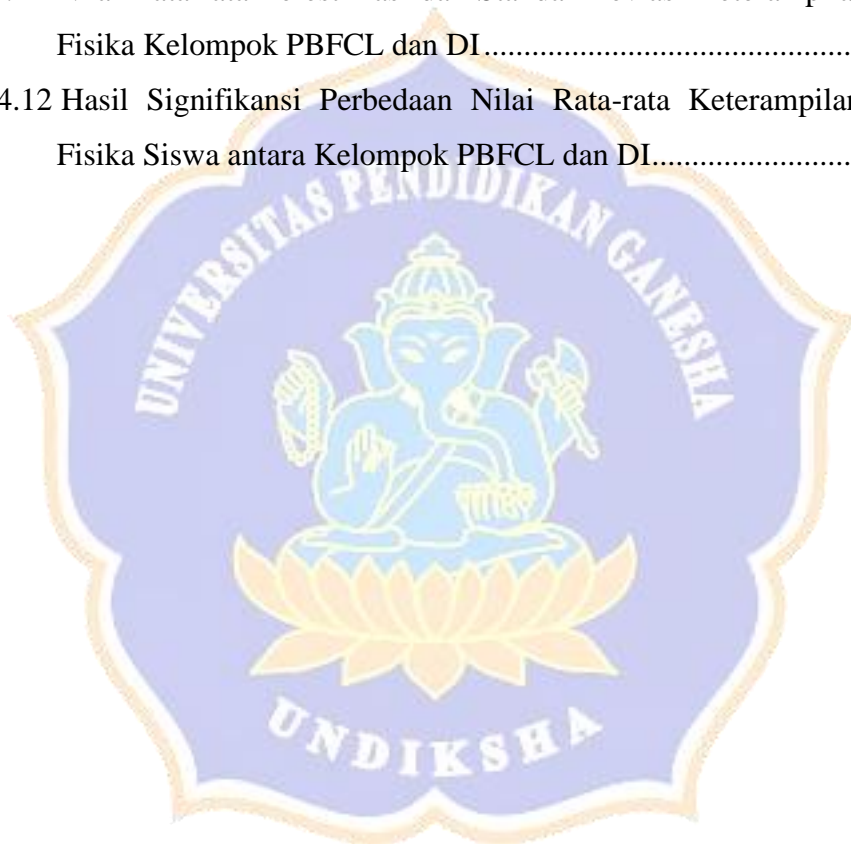 Fisika Kelompok PBFCL dan DI
4.12 Hasil Signifikansi Perbedaan Nilai Rata-rata Keterampilan
Fisika Siswa antara Kelompok PBFCL dan DI
UNIVERSITAS PENDIDIKAN GANESHA
UNDIKSHA